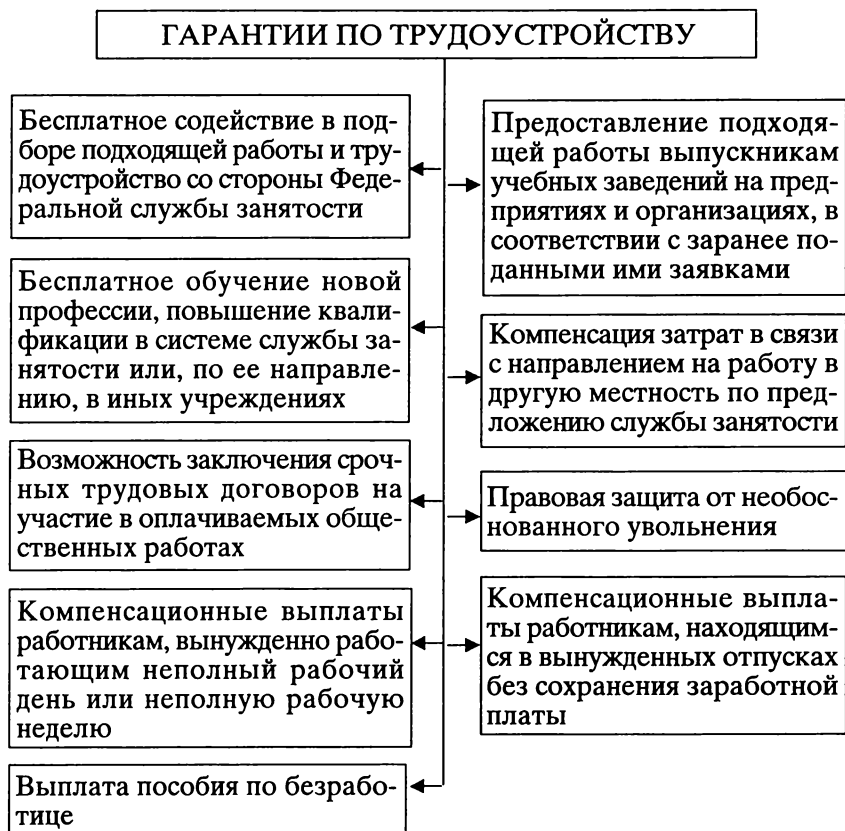 ГАРАНТИИ ПО ТРУДОУСТРОЙСТВУ
Бесплатное содействие в под-
боре подходящей работы и тру-
доустройство со стороны Феде-
ральной службы занятости
Бесплатное обучение новой
профессии, повышение квали-
фикации в системе службы за-
нятости или, по ее направле-
нию, в иных учреждениях
Возможность заключения сроч-
ных трудовых договоров на
участие в оплачиваемых обще-
ственных работах
Компенсационные выплаты
работникам, вынужденно рабо-
тающим неполный рабочий
день или неполную рабочую
неделю
Выплата пособия по безрабо-
тице
Предоставление подходя-
щей работы выпускникам
учебных заведений на пред-
приятиях и организациях, в
соответствии с заранее по-
данными ими заявками
Компенсация затрат в связи
с направлением на работу в
другую местность по пред-
ложению службы занятости
Правовая защита от необос-
нованного увольнения
Компенсационные выпла-
ты работникам, находящим-
ся в вынужденных отпусках
без сохранения заработной
платы